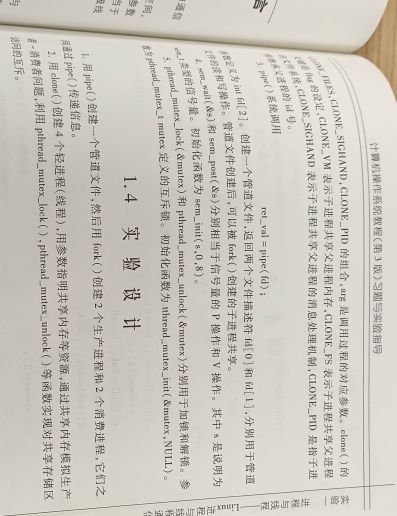 计算机操作系统教程(第3版)习题与实验指导
CLONE_FILES,CLONE_SIGHAND,CLONE_PID 的组合,arg 是调用过程的对应参数。clone()的
的设定,CLONE_VM 表示子进程共享父进程内存,CLONE_FS 表示子进程共享父进程
文件系统,CLONE_SIGHAND 表示子进程共享父进程的消息处理机制,CLONE_PID 是指子进
父进程的 id 号。
3. pipe()系统调用
ret_val = pipe(fd);
参数定义为 int fd[2]。创建一个管道文件,返回两个文件描述符 fd[0]和 fd[1],分别用于管道
文件的读和写操作。管道文件创建后,可以被 fork()创建的子进程共享。
4. sem_wait(&s)和 sem_post(&s)分别相当于信号量的 P 操作和 V 操作。其中 s 是说明为
sem_t 类型的信号量。初始化函数为 sem_init(s,0,8)。
5. pthread_mutex_lock(&mutex)和 pthread_mutex_unlock(&mutex)分别用于加锁和解锁。参
数为 pthread_mutex_t mutex 定义的互斥锁。初始化函数为 tthread_mutex_init(&mutex,NULL)。
1.4 实验设计
1. 用 pipe()创建一个管道文件,然后用 fork()创建 2 个生产进程和 2 个消费进程,它们之
间通过 pipe()传递信息。
2. 用 clone()创建 4 个轻进程(线程),用参数指明共享内存等资源,通过共享内存模拟生产
者-消费者问题,利用 pthread_mutex_lock(),pthread_mutex_unlock()等函数实现对共享存储区
访问的互斥。
实验一
进程与线程
Linux